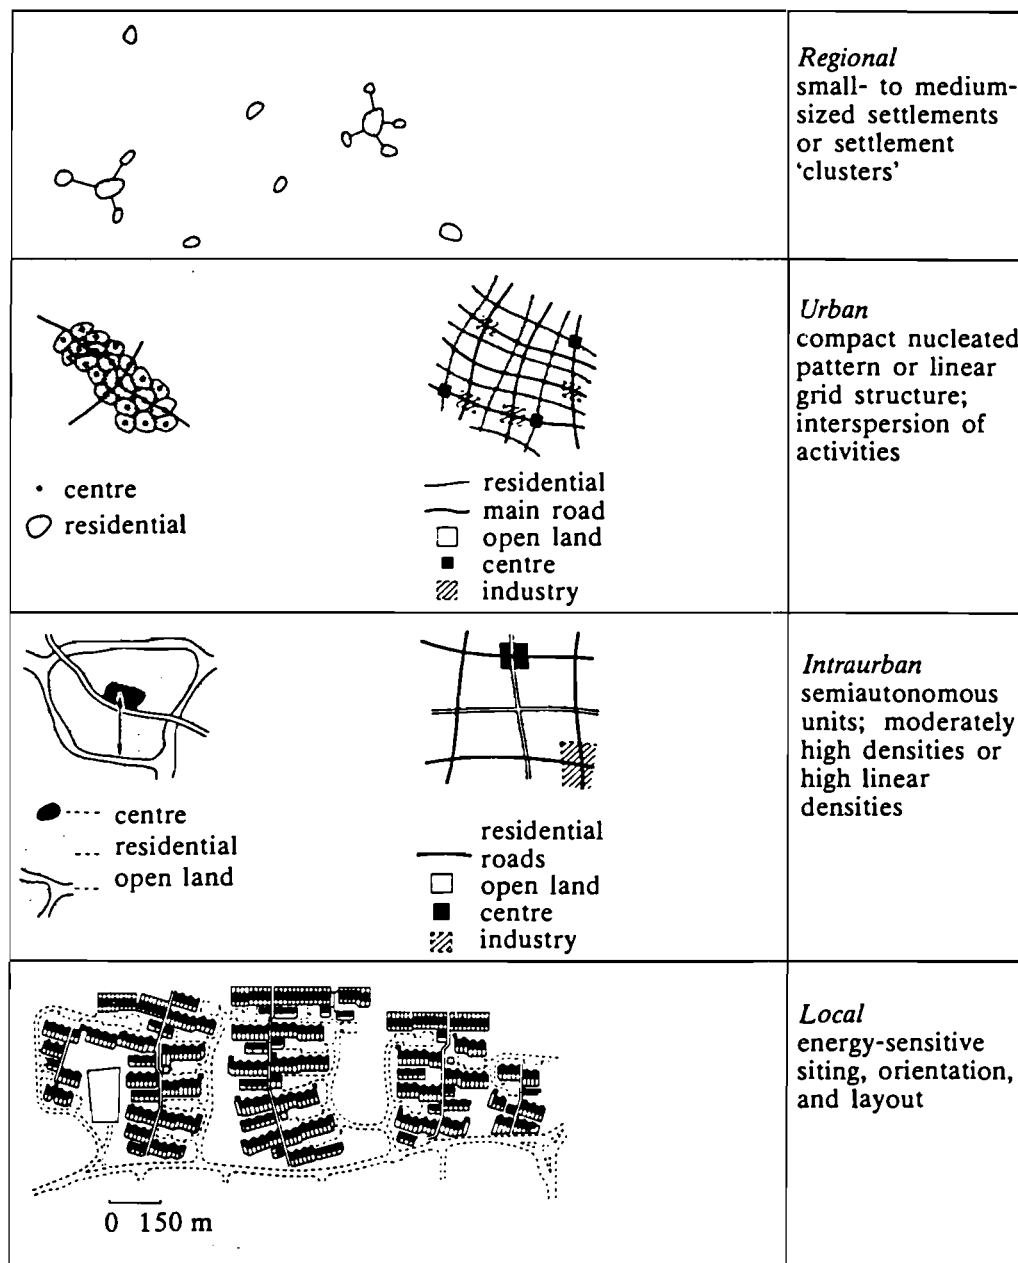 Regional
small- to medium-
sized settlements
or settlement
‘clusters’
Urban
compact nucleated
pattern or linear
grid structure;
interspersion of
activities
centre
residential
residential
main road
open land
centre
industry
Intraurban
semiautonomous
units; moderately
high densities or
high linear
densities
centre
residential
open land
residential
roads
open land
centre
industry
Local
energy-sensitive
siting, orientation,
and layout
0 150 m